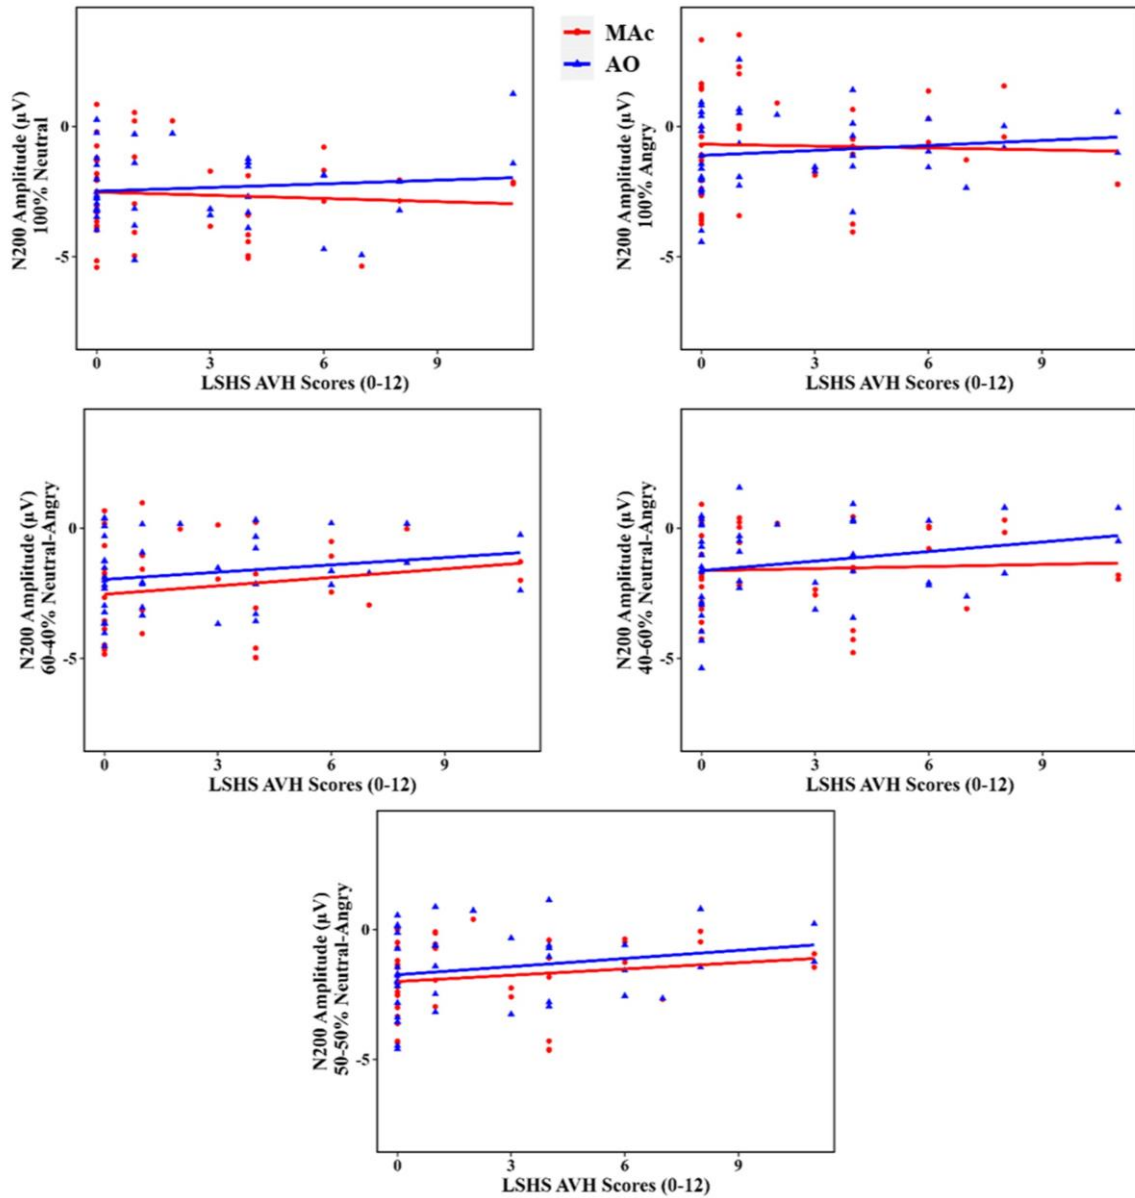 MAc
AO
N200 Amplitude (μV)
100% Neutral
0
-5
0
3
6
9
LSHS AVH Scores (0-12)
N200 Amplitude (μV)
100% Angry
0
-5
0
3
6
9
LSHS AVH Scores (0-12)
N200 Amplitude (μV)
60-40% Neutral-Angry
0
-5
0
3
6
9
LSHS AVH Scores (0-12)
N200 Amplitude (μV)
40-60% Neutral-Angry
0
-5
0
3
6
9
LSHS AVH Scores (0-12)
N200 Amplitude (μV)
50-50% Neutral-Angry
0
-5
0
3
6
9
LSHS AVH Scores (0-12)